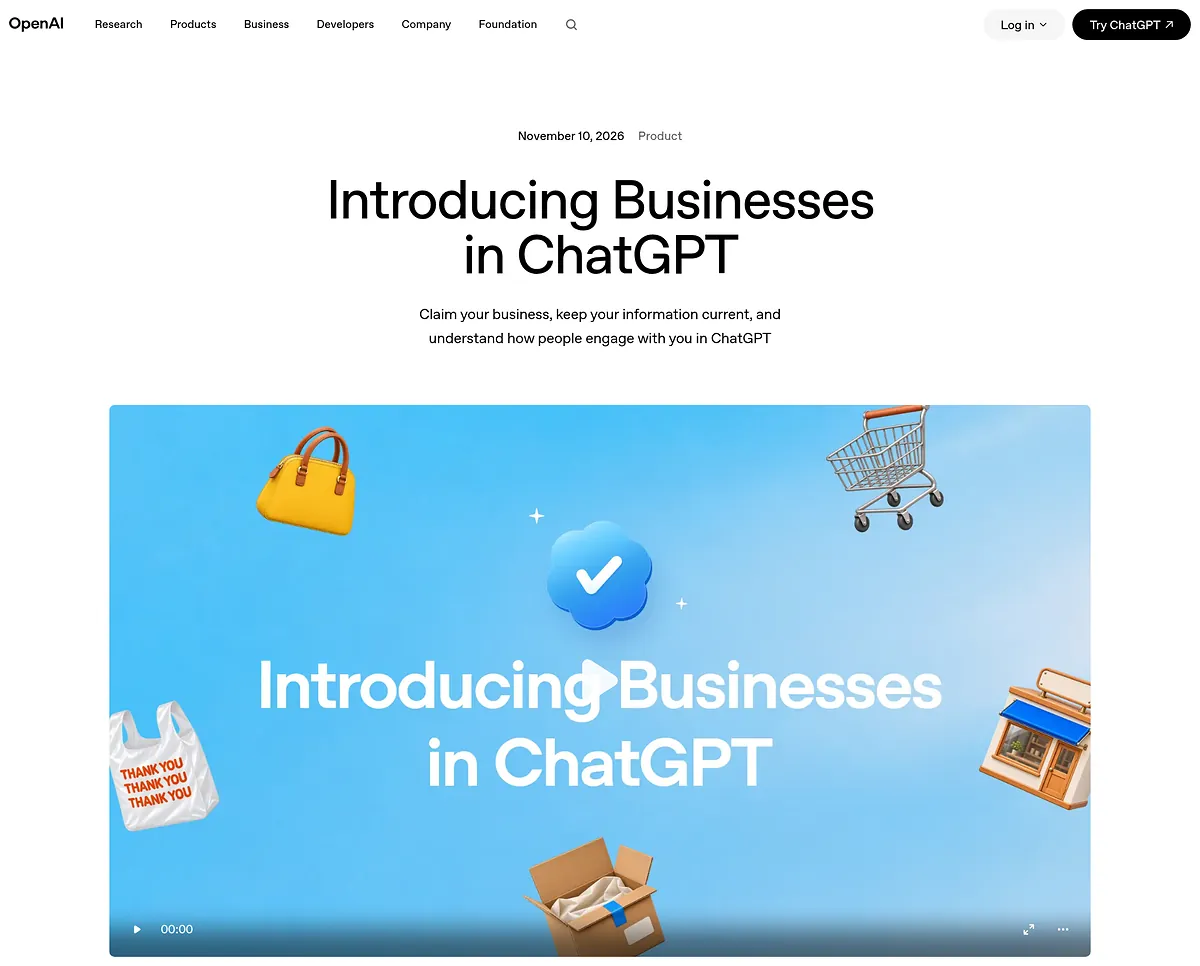 OpenAI
Research
Products
Business
Developers
Company
Foundation
Log in
Try ChatGPT
November 10, 2026
Product
Introducing Businesses
in ChatGPT
Claim your business, keep your information current, and
understand how people engage with you in ChatGPT
Introducing Businesses
in ChatGPT
THANK YOU
THANK YOU
THANK YOU
00:00